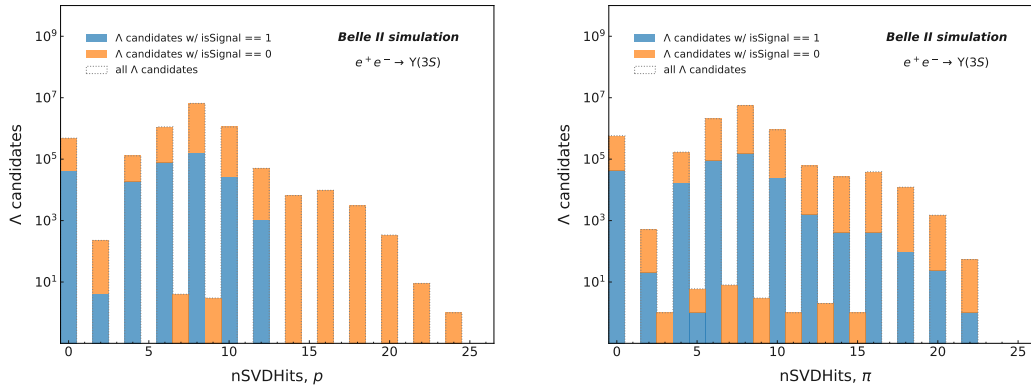 Λ candidates w/ isSignal == 1
Λ candidates w/ isSignal == 0
all Λ candidates
Belle II simulation
e⁺e⁻ → Υ(3S)
Λ candidates
10⁹
10⁷
10⁵
10³
10¹
0 5 10 15 20 25
nSVDHits, p
Λ candidates w/ isSignal == 1
Λ candidates w/ isSignal == 0
all Λ candidates
Belle II simulation
e⁺e⁻ → Υ(3S)
Λ candidates
10⁹
10⁷
10⁵
10³
10¹
0 5 10 15 20 25
nSVDHits, π